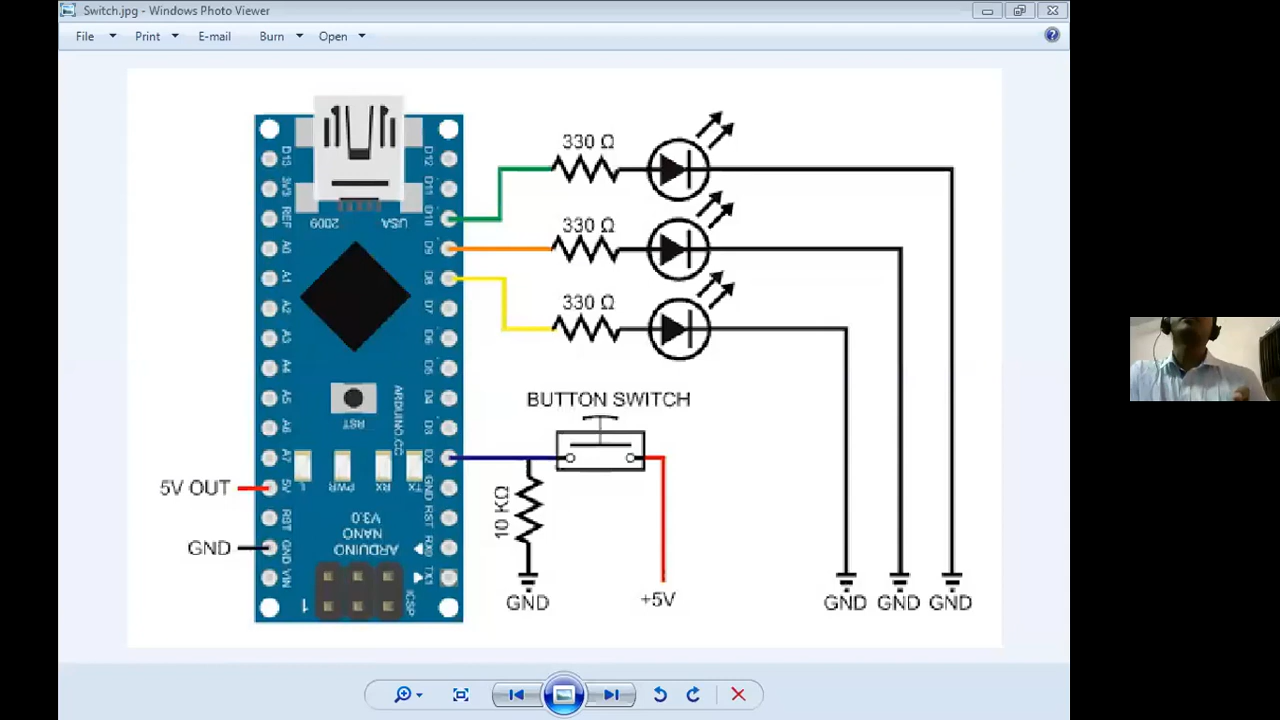 Switch.jpg - Windows Photo Viewer
File Print E-mail Burn Open
330 Ω
330 Ω
330 Ω
BUTTON SWITCH
10 KΩ
GND
+5V
GND GND GND
5V OUT
GND
D13
3V3
REF
A0
A1
A2
A3
A4
A5
A6
A7
5V
RST
GND
VIN
D12
D11
D10
D9
D8
D7
D6
D5
D4
D3
D2
GND
RST
RX0
TX1
2009 USA
RST
ARDUINO.CC
L PWR RX TX
ARDUINO
NANO
V3.0
ICSP
1